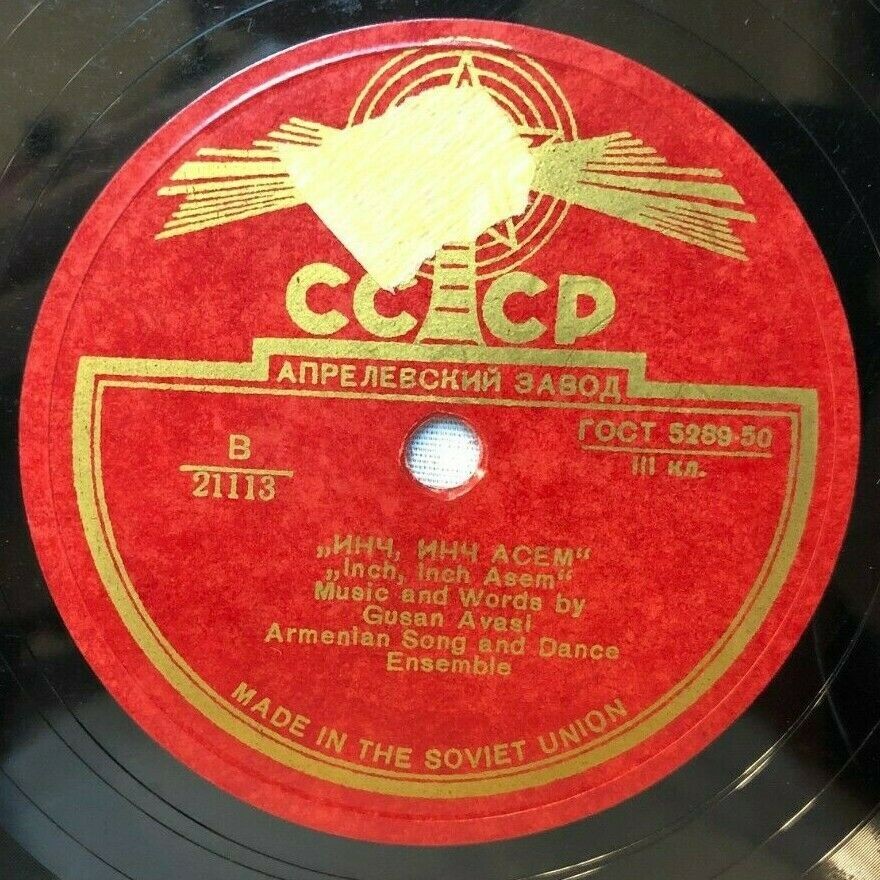 СССР
АПРЕЛЕВСКИЙ ЗАВОД
В
21113
ГОСТ 5289-50
III кл.
„ИНЧ, ИНЧ АСЕМ“
„Inch, Inch Asem“
Music and Words by
Gusan Avasi
Armenian Song and Dance
Ensemble
MADE IN THE SOVIET UNION